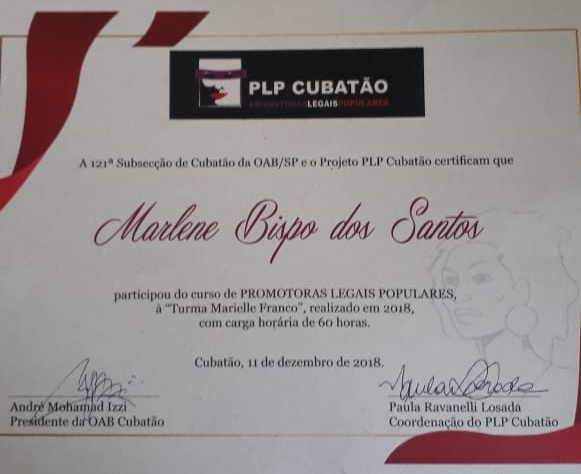 PLP CUBATÃO
PROMOTORASLEGAISPOPULARES
A 121ª Subsecção de Cubatão da OAB/SP e o Projeto PLP Cubatão certificam que
Marlene Bispo dos Santos
participou do curso de PROMOTORAS LEGAIS POPULARES,
à "Turma Marielle Franco", realizado em 2018,
com carga horária de 60 horas.
Cubatão, 11 de dezembro de 2018.
André Mohamad Izzi
Presidente da OAB Cubatão
Paula Ravanelli Losada
Coordenação do PLP Cubatão